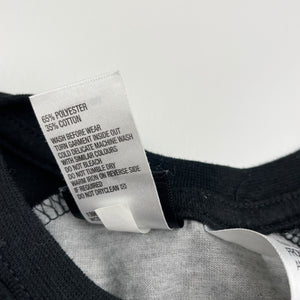 65% POLYESTER
35% COTTON
WASH BEFORE WEAR
TURN GARMENT INSIDE OUT
COLD DELICATE MACHINE WASH
WITH SIMILAR COLOURS
DO NOT BLEACH
DO NOT TUMBLE DRY
WARM IRON ON REVERSE SIDE
IF REQUIRED
DO NOT DRYCLEAN